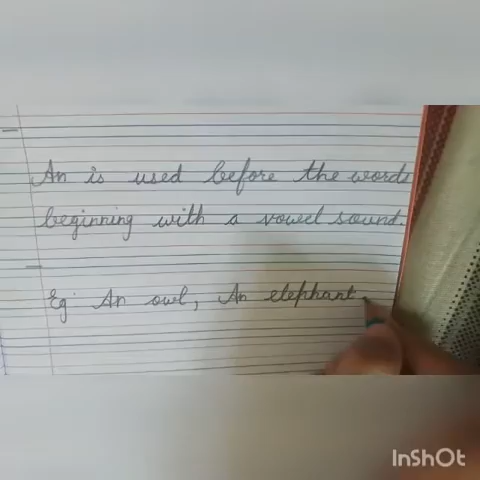 An is used before the words
beginning with a vowel sound.
Eg. An owl, An elephant,
InShOt